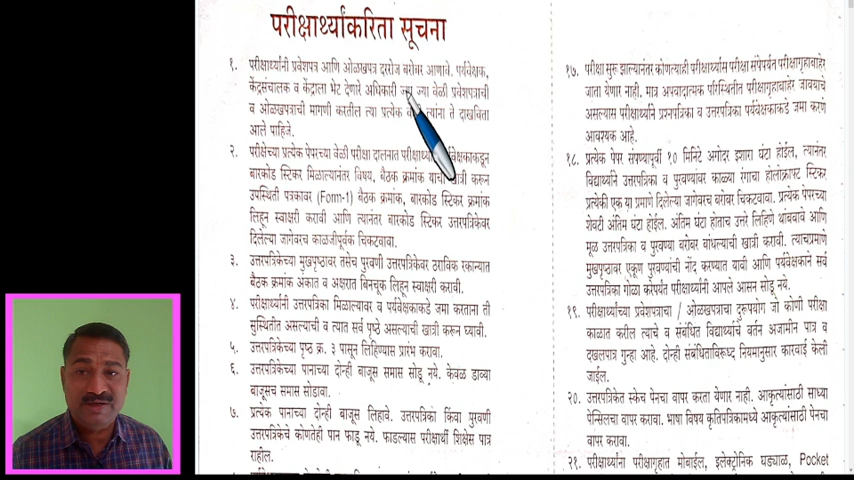 परीक्षार्थ्यांकरिता सूचना
१. परीक्षार्थ्यांनी प्रवेशपत्र आणि ओळखपत्र दररोज बरोबर आणावे. पर्यवेक्षक,
केंद्रसंचालक व केंद्राला भेट देणारे अधिकारी ज्या ज्या वेळी प्रवेशपत्राची
व ओळखपत्राची मागणी करतील त्या प्रत्येक त्यांना ते दाखविता
आले पाहिजे.
२. परीक्षेच्या प्रत्येक पेपरच्या वेळी परीक्षा दालनात
बारकोड स्टिकर मिळाल्यानंतर विषय, बैठक क्रमांक याची खात्री करून
उपस्थिती पत्रकावर (Form-1) बैठक क्रमांक, बारकोड स्टिकर क्रमांक
लिहून स्वाक्षरी करावी आणि त्यानंतर बारकोड स्टिकर उत्तरपत्रिकेवर
दिलेल्या जागेवरच काळजीपूर्वक चिकटवावा.
३. उत्तरपत्रिकेच्या मुखपृष्ठावर तसेच पुरवणी उत्तरपत्रिकेवर ठराविक रकान्यात
बैठक क्रमांक अंकात व अक्षरात बिनचूक लिहून स्वाक्षरी करावी.
४. परीक्षार्थ्यांनी उत्तरपत्रिका मिळाल्यावर व पर्यवेक्षकाकडे जमा करताना ती
सुस्थितीत असल्याची व त्यात सर्व पृष्ठे असल्याची खात्री करून घ्यावी.
५. उत्तरपत्रिकेच्या पृष्ठ क्र. ३ पासून लिहिण्यास प्रारंभ करावा.
६. उत्तरपत्रिकेच्या पानाच्या दोन्ही बाजूस समास सोडू नये. केवळ डाव्या
बाजूसच समास सोडावा.
७. प्रत्येक पानाच्या दोन्ही बाजूस लिहावे. उत्तरपत्रिका किंवा पुरवणी
उत्तरपत्रिकेचे कोणतेही पान फाडू नये. फाडल्यास परीक्षार्थी शिक्षेस पात्र
राहील.
१७. परीक्षा सुरू झाल्यानंतर कोणत्याही परीक्षार्थ्यास परीक्षा संपेपर्यंत परीक्षागृहाबाहेर
जाता येणार नाही. मात्र अपवादात्मक परिस्थितीत परीक्षागृहाबाहेर जावयाचे
असल्यास परीक्षार्थ्याने प्रश्नपत्रिका व उत्तरपत्रिका पर्यवेक्षकाकडे जमा करणे
आवश्यक आहे.
१८. प्रत्येक पेपर संपण्यापूर्वी १० मिनिटे अगोदर इशारा घंटा होईल, त्यानंतर
विद्यार्थ्याने उत्तरपत्रिका व पुरवण्यांवर काळ्या रंगाचा होलोक्राफ्ट स्टिकर
प्रत्येकी एक या प्रमाणे दिलेल्या जागेवरच बरोबर चिकटवावा. प्रत्येक पेपरच्या
शेवटी अंतिम घंटा होईल. अंतिम घंटा होताच उत्तरे लिहिणे थांबवावे आणि
मूळ उत्तरपत्रिका व पुरवण्या बरोबर बांधल्याची खात्री करावी. त्याचप्रमाणे
मुखपृष्ठावर एकूण पुरवण्यांची नोंद करण्यात यावी आणि पर्यवेक्षकाने सर्व
उत्तरपत्रिका गोळा करेपर्यंत परीक्षार्थ्यांनी आपले आसन सोडू नये.
१९. परीक्षार्थ्याच्या प्रवेशपत्राचा / ओळखपत्राचा दुरूपयोग जो कोणी परीक्षा
काळात करील त्याचे व संबंधित विद्यार्थ्याचे वर्तन अजामीन पात्र व
दखलपात्र गुन्हा आहे. दोन्ही संबंधिताविरुध्द नियमानुसार कारवाई केली
जाईल.
२०. उत्तरपत्रिकेत स्केच पेनचा वापर करता येणार नाही. आकृत्यांसाठी साध्या
पेन्सिलचा वापर करावा. भाषा विषय कृतिपत्रिकामध्ये आकृत्यांसाठी पेनचा
वापर करावा.
२१. परीक्षार्थ्यांना परीक्षागृहात मोबाईल, इलेक्ट्रॉनिक घड्याळ, Pocket